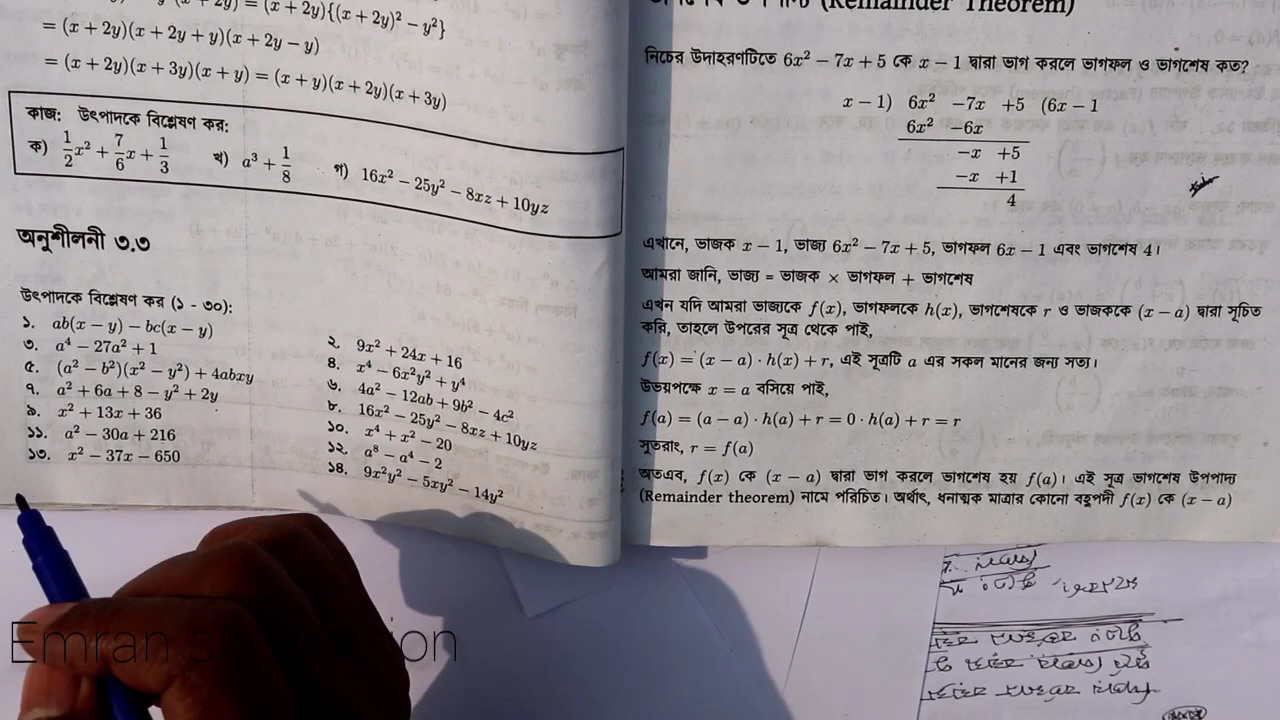 = (x + 2y){(x + 2y)² − y²}
= (x + 2y)(x + 2y + y)(x + 2y − y)
= (x + 2y)(x + 3y)(x + y) = (x + y)(x + 2y)(x + 3y)
কাজ: উৎপাদকে বিশ্লেষণ কর:
ক) 1/2 x² + 7/6 x + 1/3 খ) a³ + 1/8 গ) 16x² − 25y² − 8xz + 10yz
অনুশীলনী ৩.৩
উৎপাদকে বিশ্লেষণ কর (১ - ৩০):
১. ab(x − y) − bc(x − y)
২. 9x² + 24x + 16
৩. a⁴ − 27a² + 1
৪. x⁴ − 6x²y² + y⁴
৫. (a² − b²)(x² − y²) + 4abxy
৬. 4a² − 12ab + 9b² − 4c²
৭. a² + 6a + 8 − y² + 2y
৮. 16x² − 25y² − 8xz + 10yz
৯. x² + 13x + 36
১০. x⁴ + x² − 20
১১. a² − 30a + 216
১২. a⁸ − a⁴ − 2
১৩. x² − 37x − 650
১৪. 9x²y² − 5xy² − 14y²
(Remainder Theorem)
নিচের উদাহরণটিতে 6x² − 7x + 5 কে x − 1 দ্বারা ভাগ করলে ভাগফল ও ভাগশেষ কত?
x − 1) 6x² −7x +5 (6x − 1
6x² −6x
−x +5
−x +1
4
এখানে, ভাজক x − 1, ভাজ্য 6x² − 7x + 5, ভাগফল 6x − 1 এবং ভাগশেষ 4।
আমরা জানি, ভাজ্য = ভাজক × ভাগফল + ভাগশেষ
এখন যদি আমরা ভাজ্যকে f(x), ভাগফলকে h(x), ভাগশেষকে r ও ভাজককে (x − a) দ্বারা সূচিত
করি, তাহলে উপরের সূত্র থেকে পাই,
f(x) = (x − a) · h(x) + r, এই সূত্রটি a এর সকল মানের জন্য সত্য।
উভয়পক্ষে x = a বসিয়ে পাই,
f(a) = (a − a) · h(a) + r = 0 · h(a) + r = r
সুতরাং, r = f(a)
অতএব, f(x) কে (x − a) দ্বারা ভাগ করলে ভাগশেষ হয় f(a)। এই সূত্র ভাগশেষ উপপাদ্য
(Remainder theorem) নামে পরিচিত। অর্থাৎ, ধনাত্মক মাত্রার কোনো বহুপদী f(x) কে (x − a)
Emran